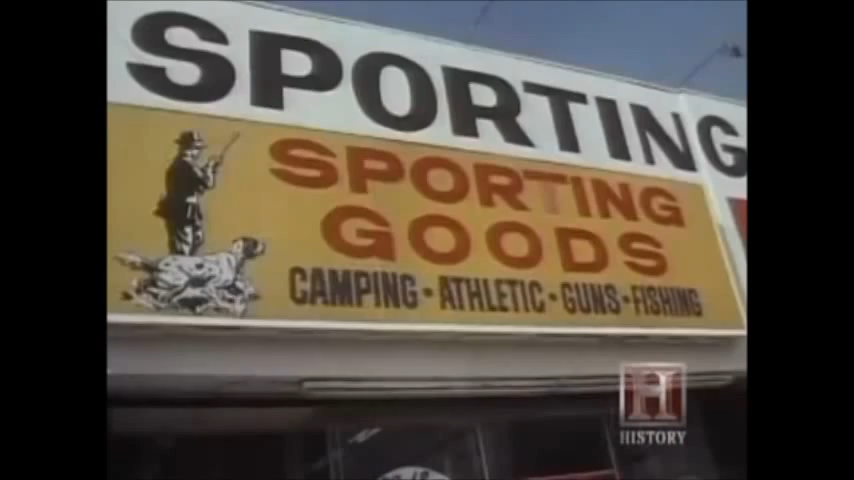 SPORTING
SPORTING
GOODS
CAMPING • ATHLETIC • GUNS • FISHING
H
HISTORY